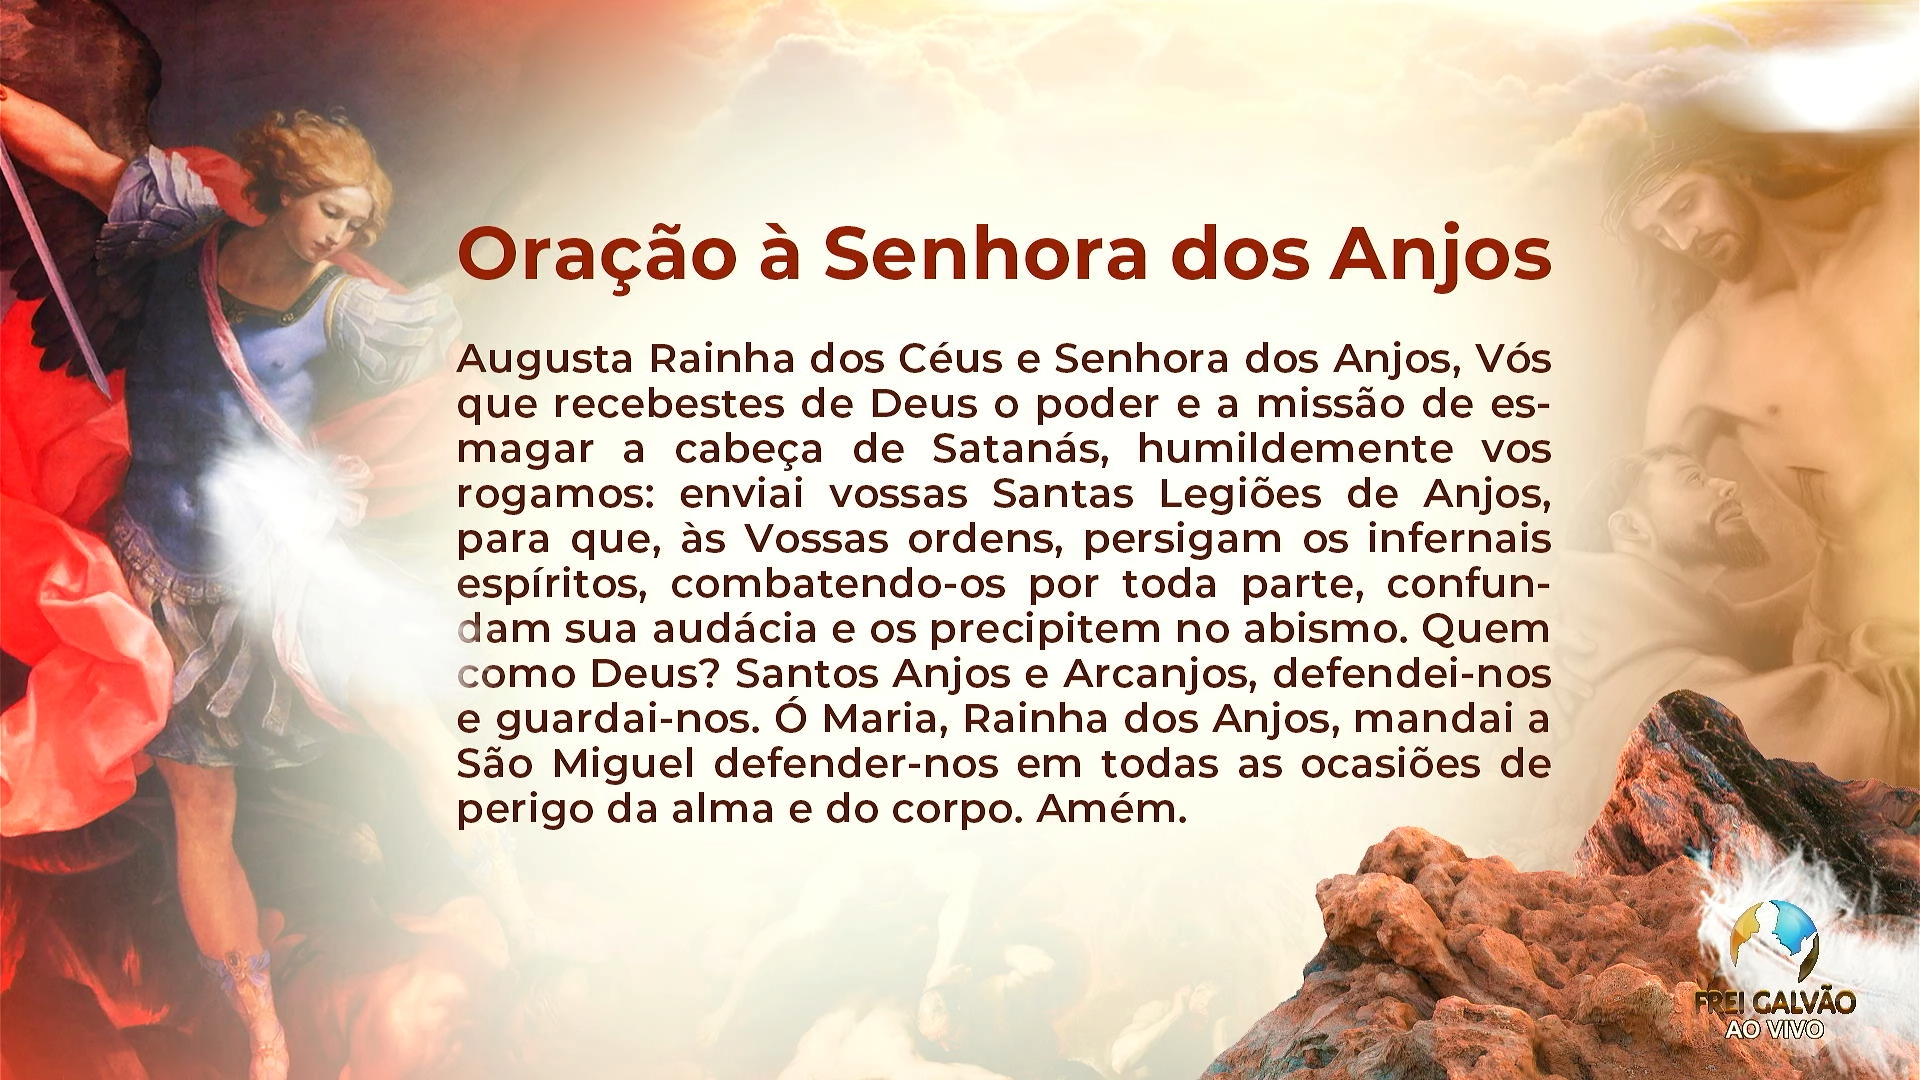 Oração à Senhora dos Anjos
Augusta Rainha dos Céus e Senhora dos Anjos, Vós
que recebestes de Deus o poder e a missão de es-
magar a cabeça de Satanás, humildemente vos
rogamos: enviai vossas Santas Legiões de Anjos,
para que, às Vossas ordens, persigam os infernais
espíritos, combatendo-os por toda parte, confun-
dam sua audácia e os precipitem no abismo. Quem
como Deus? Santos Anjos e Arcanjos, defendei-nos
e guardai-nos. Ó Maria, Rainha dos Anjos, mandai a
São Miguel defender-nos em todas as ocasiões de
perigo da alma e do corpo. Amém.
FREI GALVÃO
AO VIVO